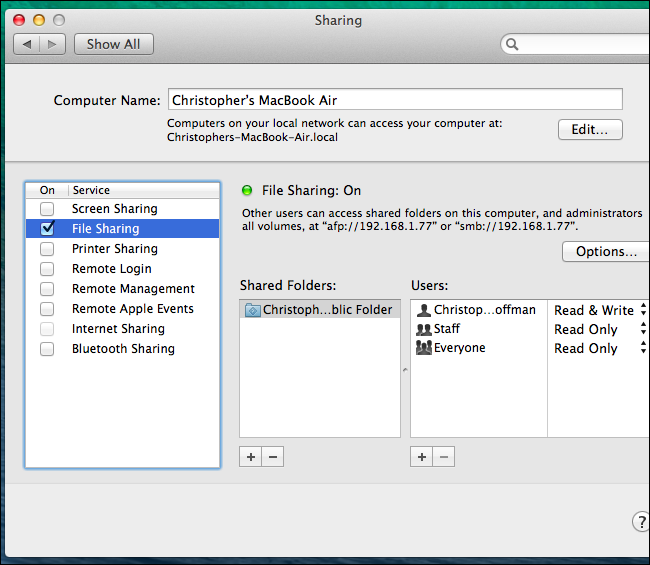 Sharing
Show All
Computer Name: Christopher's MacBook Air
Computers on your local network can access your computer at:
Christophers-MacBook-Air.local
Edit...
On Service
Screen Sharing
File Sharing
Printer Sharing
Remote Login
Remote Management
Remote Apple Events
Internet Sharing
Bluetooth Sharing
File Sharing: On
Other users can access shared folders on this computer, and administrators
all volumes, at “afp://192.168.1.77” or “smb://192.168.1.77”.
Options...
Shared Folders:
Christoph...blic Folder
+ −
Users:
Christop...offman Read & Write
Staff Read Only
Everyone Read Only
+ −
?